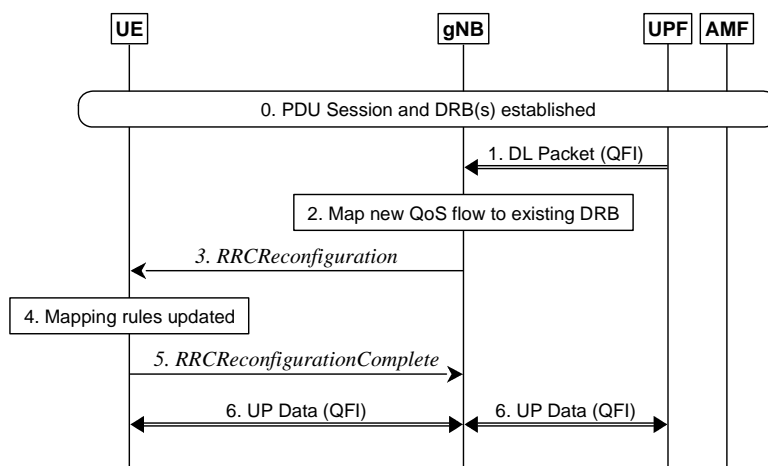 UE
gNB
UPF
AMF
0. PDU Session and DRB(s) established
1. DL Packet (QFI)
2. Map new QoS flow to existing DRB
3. RRCReconfiguration
4. Mapping rules updated
5. RRCReconfigurationComplete
6. UP Data (QFI)
6. UP Data (QFI)